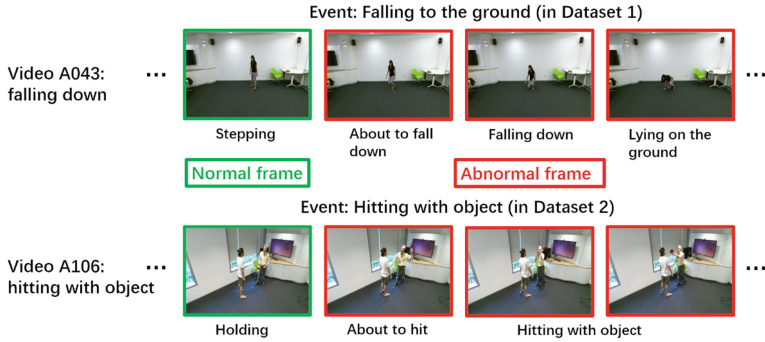 Event: Falling to the ground (in Dataset 1)
Video A043:
falling down
...
...
Stepping
About to fall
down
Falling down
Lying on the
ground
Normal frame
Abnormal frame
Event: Hitting with object (in Dataset 2)
Video A106:
hitting with object
...
...
Holding
About to hit
Hitting with object